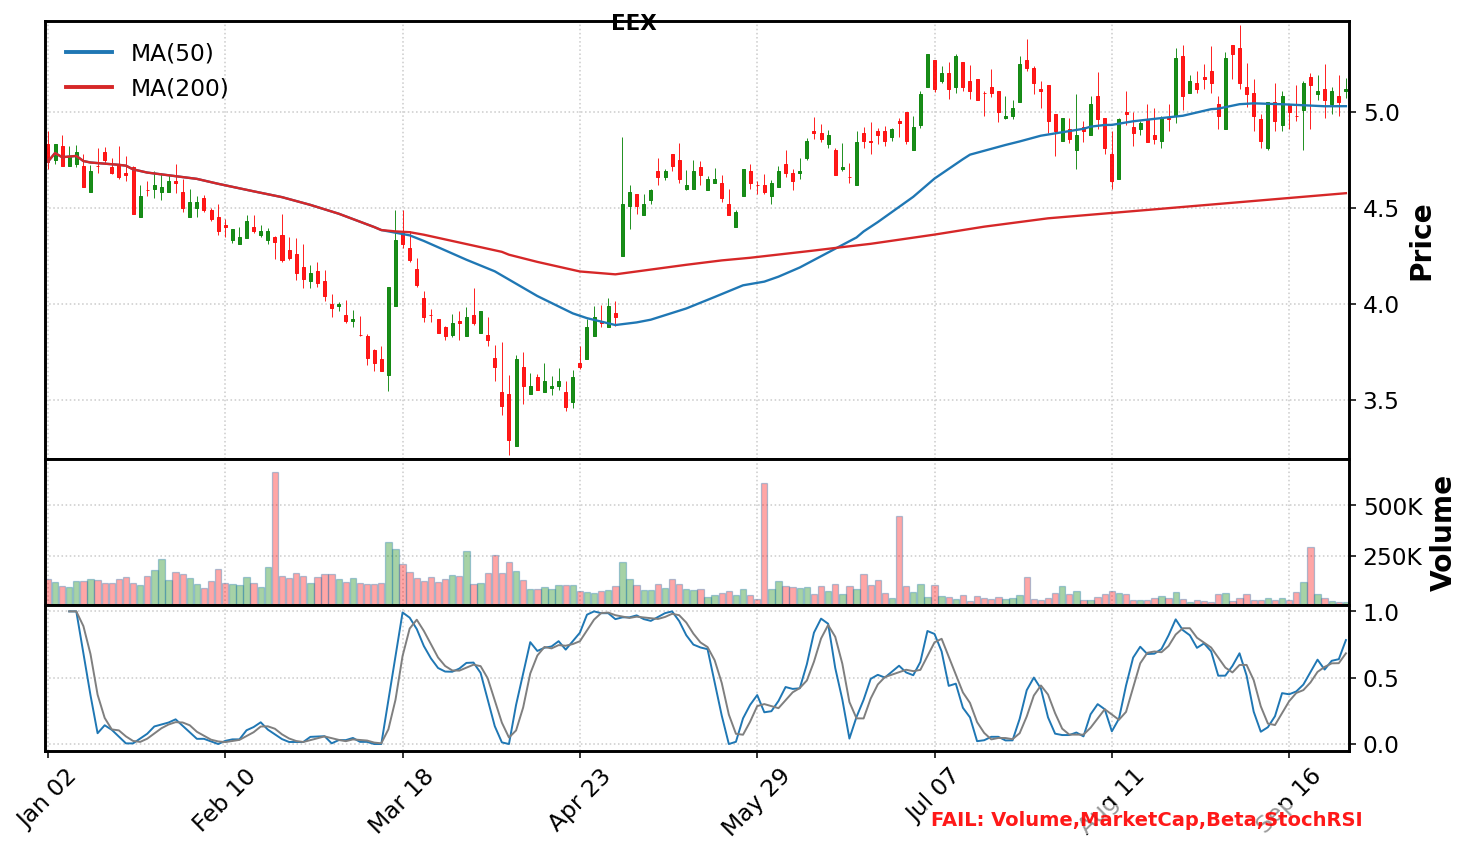 EEX
MA(50)
MA(200)
5.0
4.5
4.0
3.5
Price
500K
250K
Volume
1.0
0.5
0.0
Jan 02
Feb 10
Mar 18
Apr 23
May 29
Jul 07
Aug 11
Sep 16
FAIL: Volume,MarketCap,Beta,StochRSI